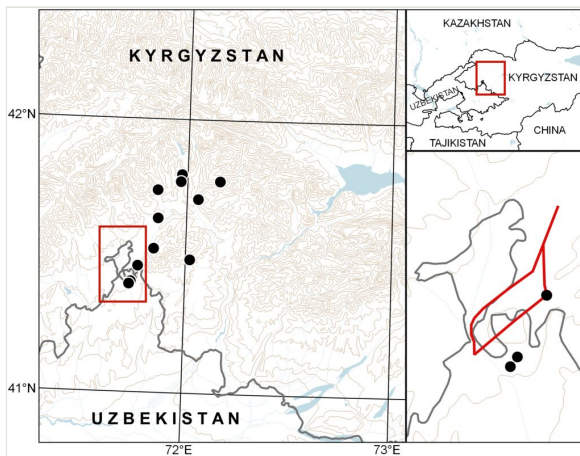 KYRGYZSTAN
42°N
41°N
UZBEKISTAN
72°E
73°E
KAZAKHSTAN
KYRGYZSTAN
UZBEKISTAN
CHINA
TAJIKISTAN